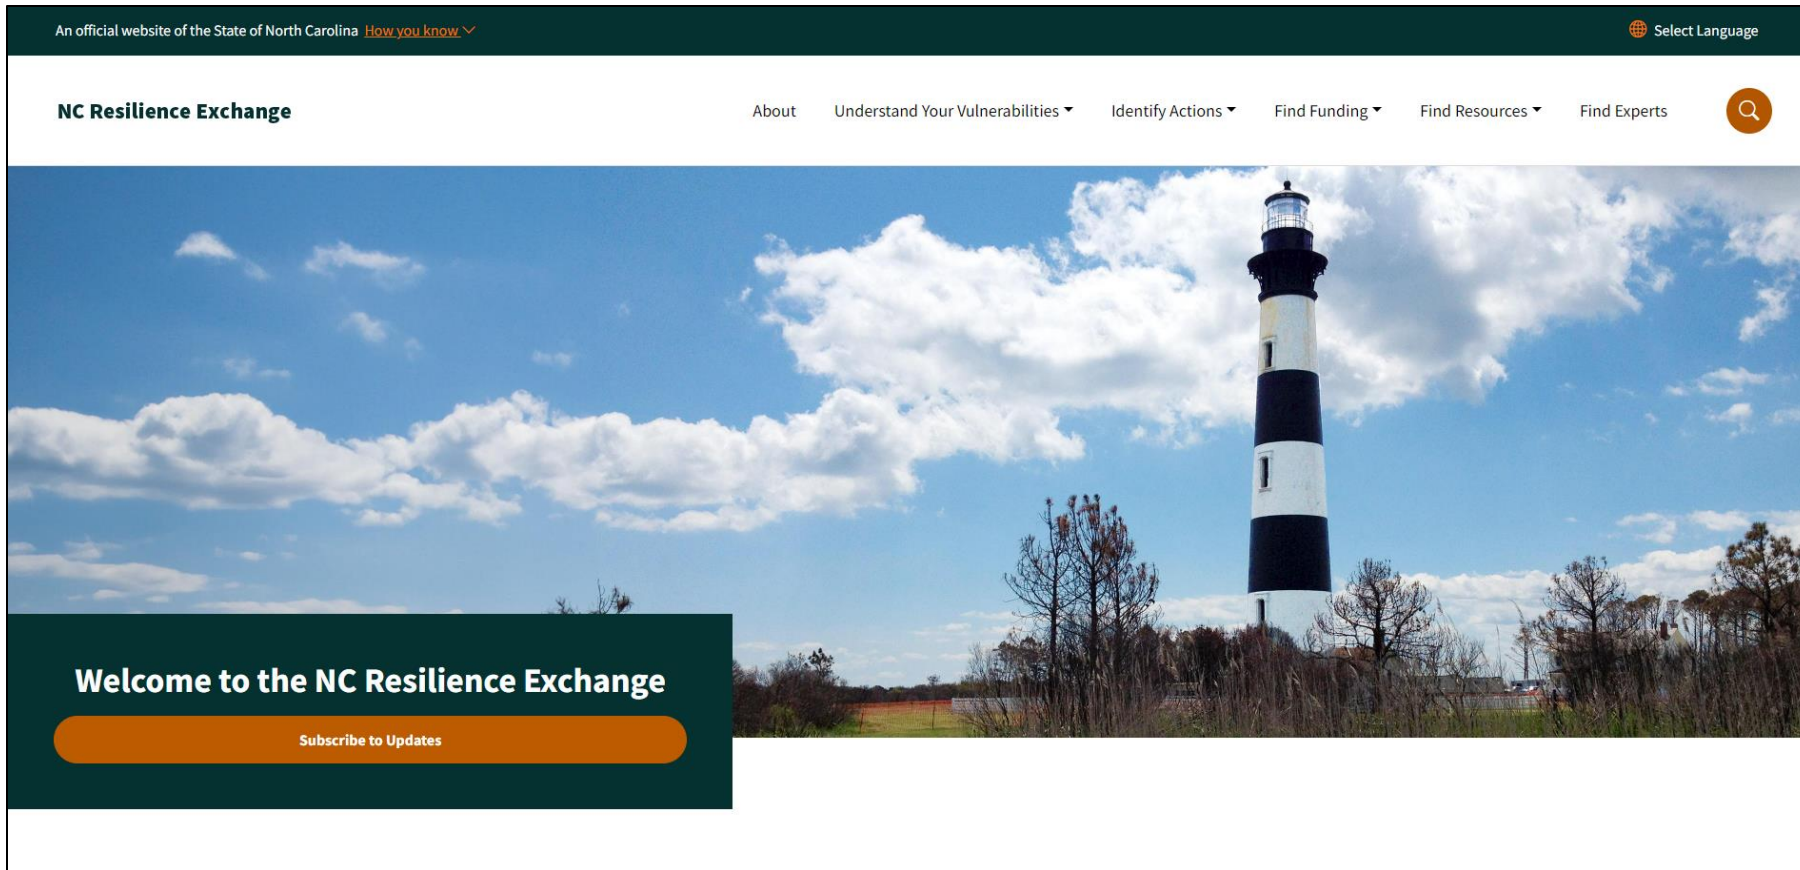 An official website of the State of North Carolina How you know
Select Language
NC Resilience Exchange
About Understand Your Vulnerabilities Identify Actions Find Funding Find Resources Find Experts
Welcome to the NC Resilience Exchange
Subscribe to Updates